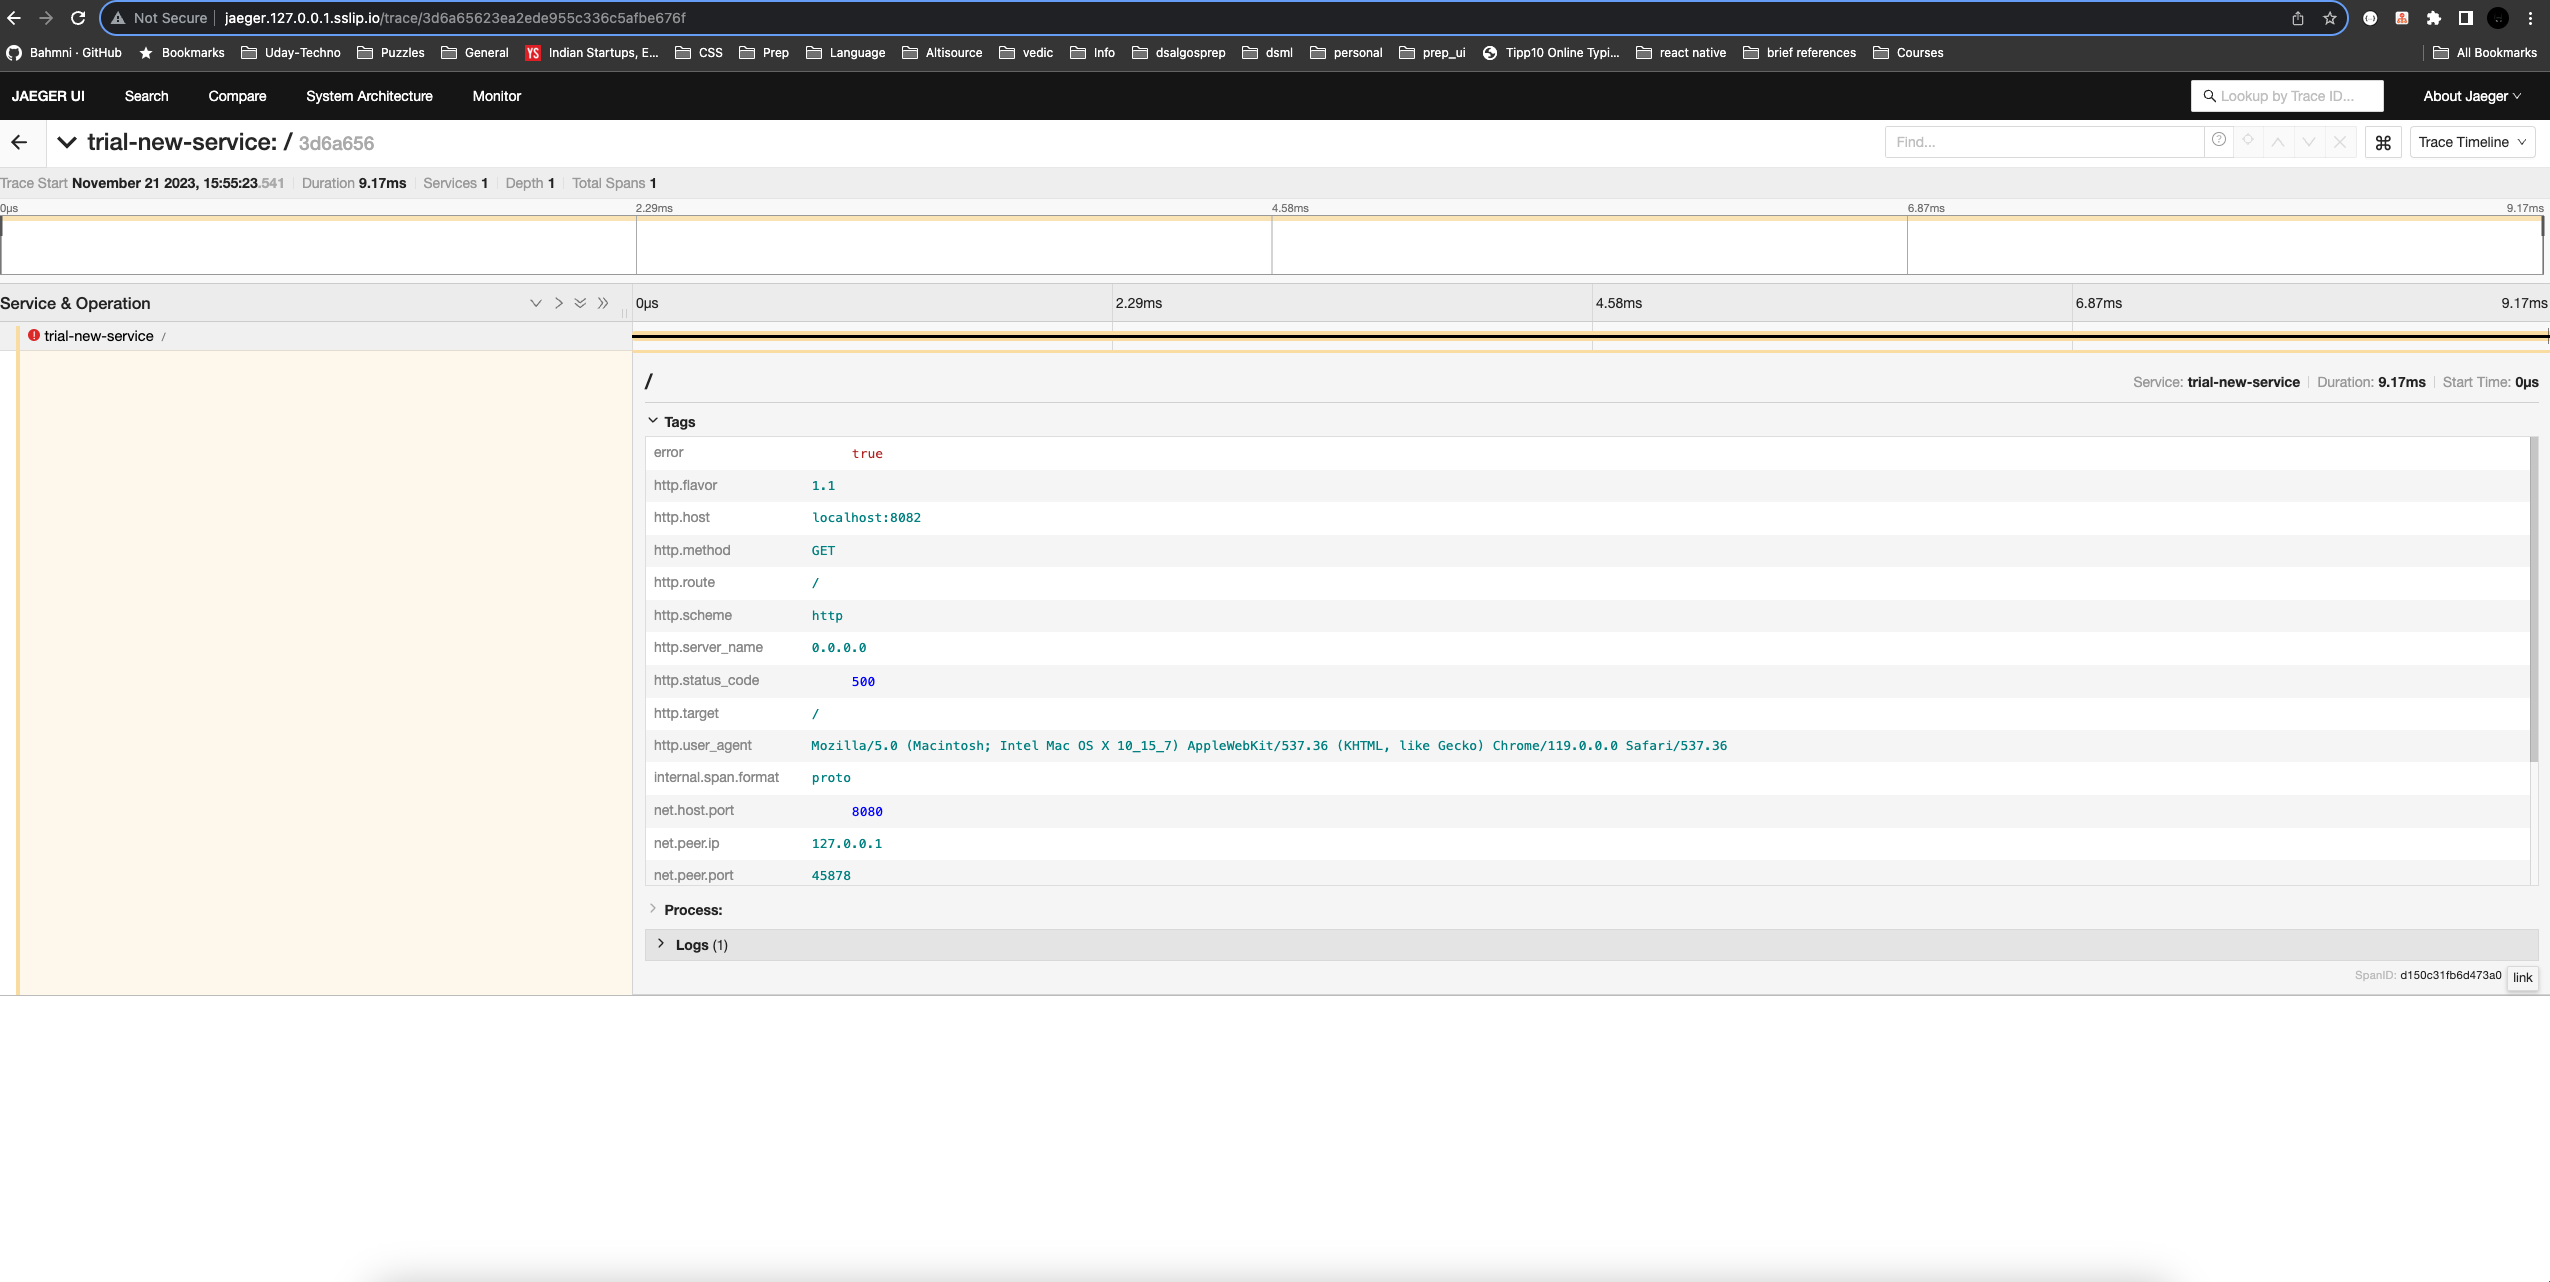 Not Secure jaeger.127.0.0.1.sslip.io/trace/3d6a65623ea2ede955c336c5afbe676f
Bahmni · GitHub Bookmarks Uday-Techno Puzzles General YS Indian Startups, E... CSS Prep Language Altisource vedic Info dsalgosprep dsml personal prep_ui Tipp10 Online Typi... react native brief references Courses All Bookmarks
JAEGER UI Search Compare System Architecture Monitor Lookup by Trace ID... About Jaeger
trial-new-service: / 3d6a656 Find... Trace Timeline
Trace Start November 21 2023, 15:55:23.541 Duration 9.17ms Services 1 Depth 1 Total Spans 1
0μs 2.29ms 4.58ms 6.87ms 9.17ms
Service & Operation 0μs 2.29ms 4.58ms 6.87ms 9.17ms
trial-new-service /
/ Service: trial-new-service Duration: 9.17ms Start Time: 0μs
Tags
error true
http.flavor 1.1
http.host localhost:8082
http.method GET
http.route /
http.scheme http
http.server_name 0.0.0.0
http.status_code 500
http.target /
http.user_agent Mozilla/5.0 (Macintosh; Intel Mac OS X 10_15_7) AppleWebKit/537.36 (KHTML, like Gecko) Chrome/119.0.0.0 Safari/537.36
internal.span.format proto
net.host.port 8080
net.peer.ip 127.0.0.1
net.peer.port 45878
Process:
Logs (1)
SpanID: d150c31fb6d473a0 link